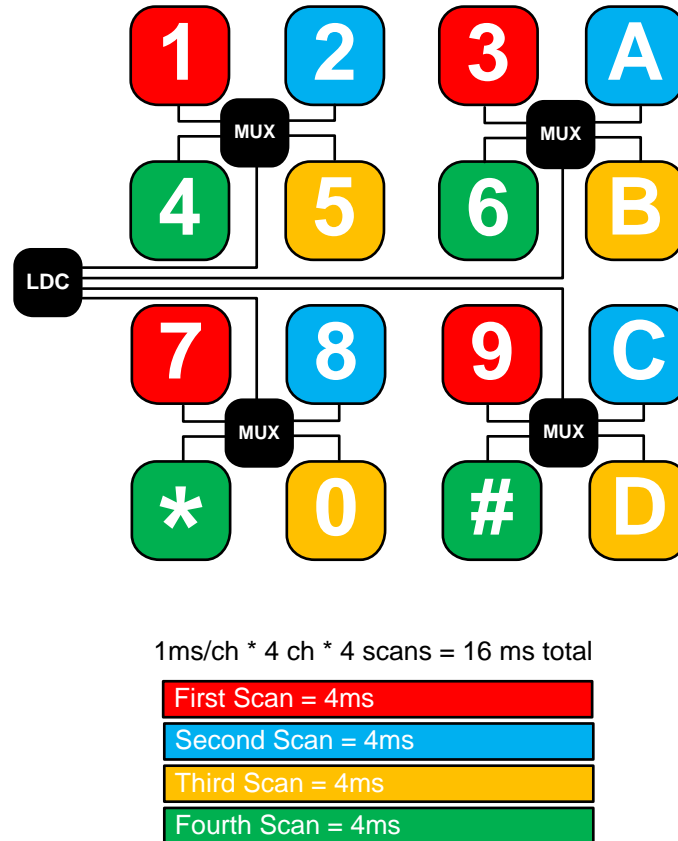 1 2 3 A
MUX MUX
4 5 6 B
LDC
7 8 9 C
MUX MUX
* 0 # D
1ms/ch * 4 ch * 4 scans = 16 ms total
First Scan = 4ms
Second Scan = 4ms
Third Scan = 4ms
Fourth Scan = 4ms